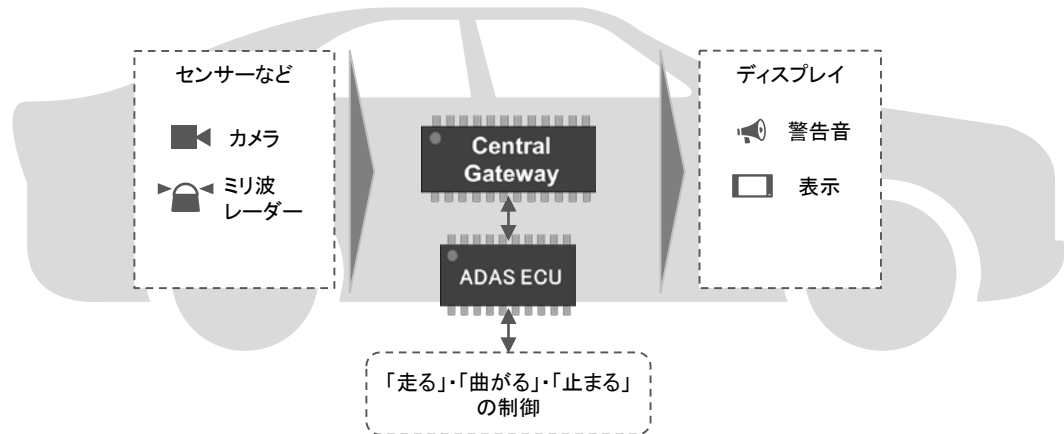 センサーなど
カメラ
ミリ波
レーダー
Central
Gateway
ADAS ECU
「走る」・「曲がる」・「止まる」
の制御
ディスプレイ
警告音
表示